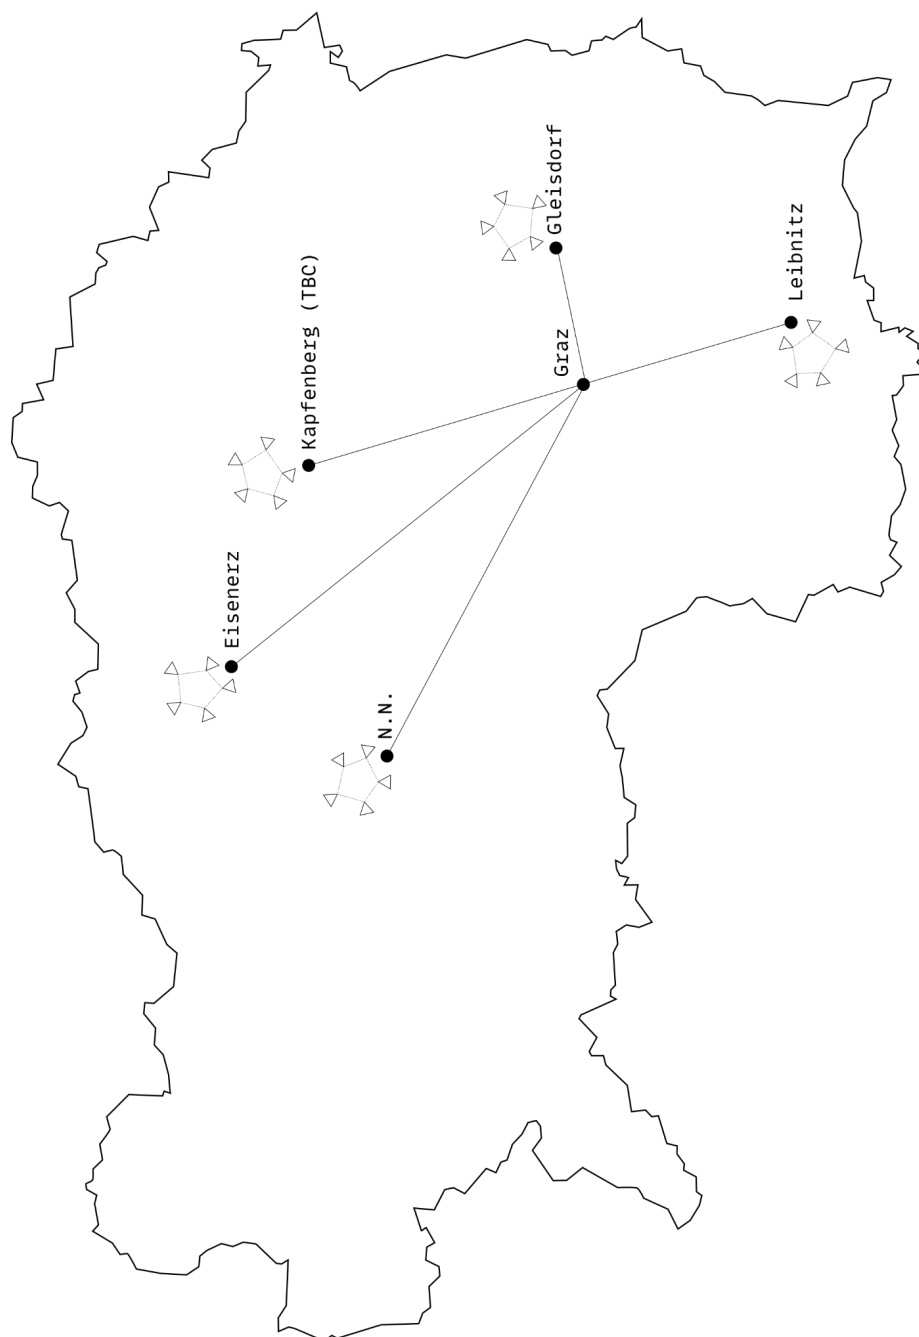 Eisenerz
Kapfenberg (TBC)
N.N.
Gleisdorf
Graz
Leibnitz